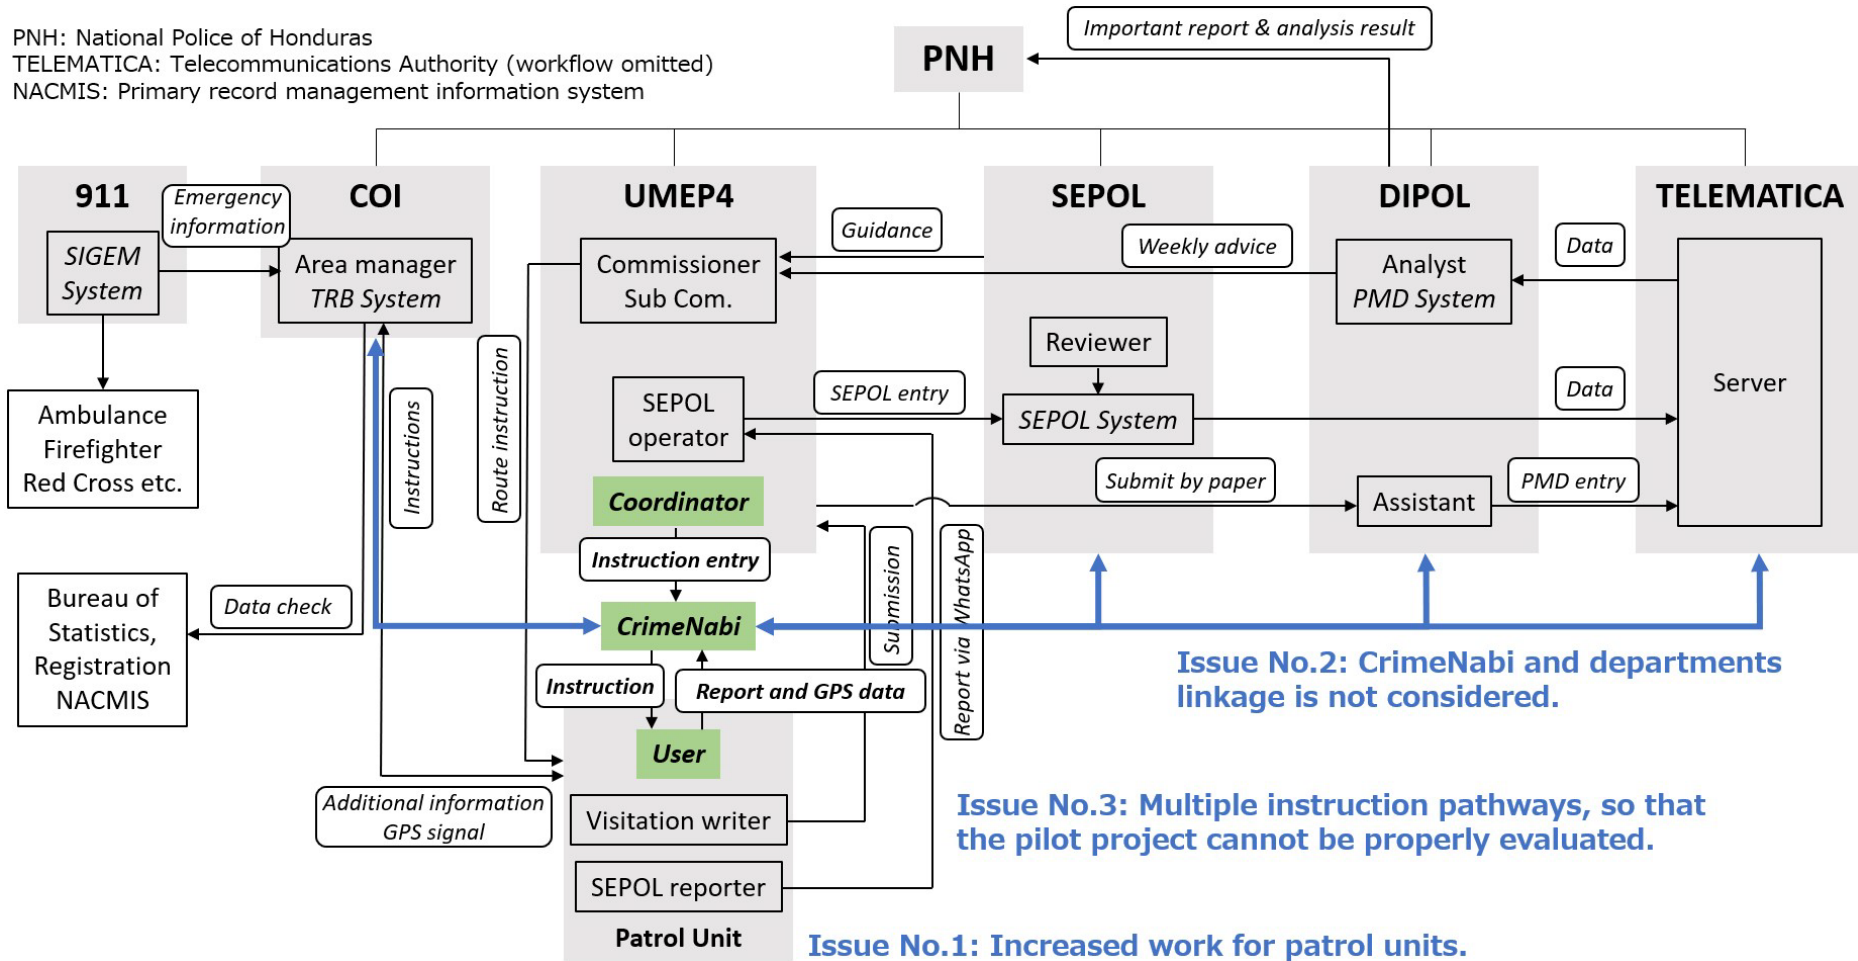 PNH: National Police of Honduras
TELEMATICA: Telecommunications Authority (workflow omitted)
NACMIS: Primary record management information system
Important report & analysis result
PNH
911
COI
UMEP4
SEPOL
DIPOL
TELEMATICA
Emergency
information
SIGEM
System
Area manager
TRB System
Commissioner
Sub Com.
Guidance
Weekly advice
Analyst
PMD System
Data
Server
Reviewer
Ambulance
Firefighter
Red Cross etc.
Instructions
Route instruction
SEPOL
operator
SEPOL entry
SEPOL System
Data
Coordinator
Submit by paper
Assistant
PMD entry
Instruction entry
Submission
Report via WhatsApp
Bureau of
Statistics,
Registration
NACMIS
Data check
CrimeNabi
Instruction
Report and GPS data
Issue No.2: CrimeNabi and departments
linkage is not considered.
User
Additional information
GPS signal
Visitation writer
Issue No.3: Multiple instruction pathways, so that
the pilot project cannot be properly evaluated.
SEPOL reporter
Patrol Unit
Issue No.1: Increased work for patrol units.